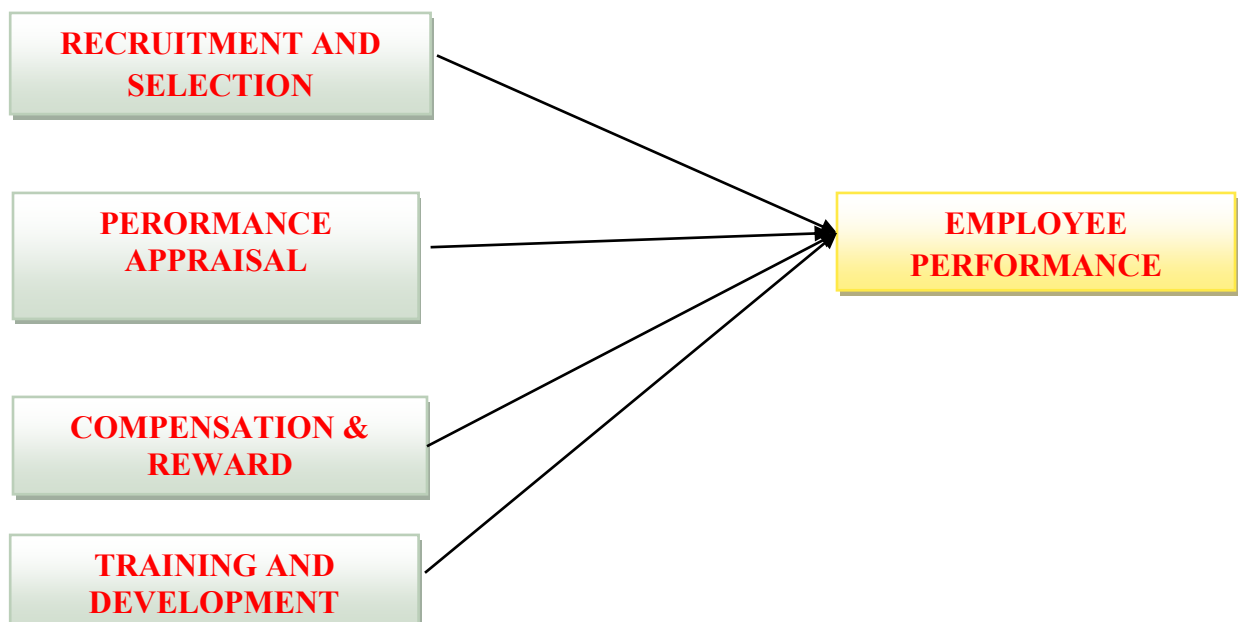 RECRUITMENT AND
SELECTION
PERORMANCE
APPRAISAL
EMPLOYEE
PERFORMANCE
COMPENSATION &
REWARD
TRAINING AND
DEVELOPMENT